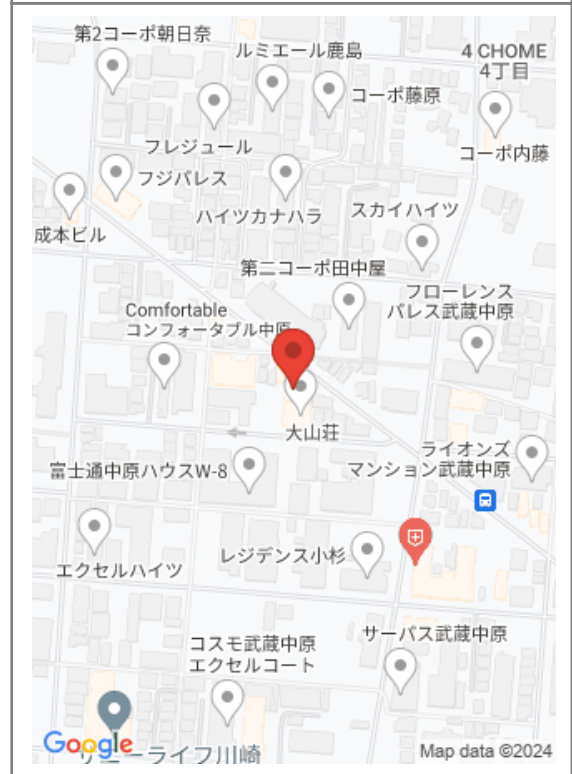 第2コーポ朝日奈
ルミエール鹿島
4 CHOME
4丁目
コーポ藤原
フレジュール
コーポ内藤
フジパレス
ハイツカナハラ
スカイハイツ
成本ビル
第二コーポ田中屋
フローレンス
パレス武蔵中原
Comfortable
コンフォータブル中原
大山荘
ライオンズ
マンション武蔵中原
富士通中原ハウスW-8
レジデンス小杉
エクセルハイツ
サーパス武蔵中原
コスモ武蔵中原
エクセルコート
Google
ーライフ川崎
Map data ©2024